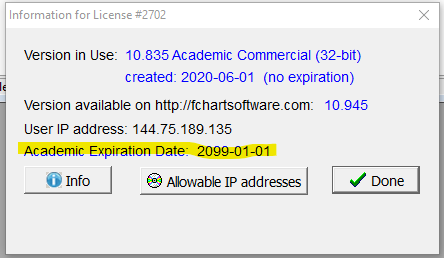 Information for License #2702
Version in Use: 10.835 Academic Commercial (32-bit)
created: 2020-06-01 (no expiration)
Version available on http://fchartsoftware.com: 10.945
User IP address: 144.75.189.135
Academic Expiration Date: 2099-01-01
Info
Allowable IP addresses
Done